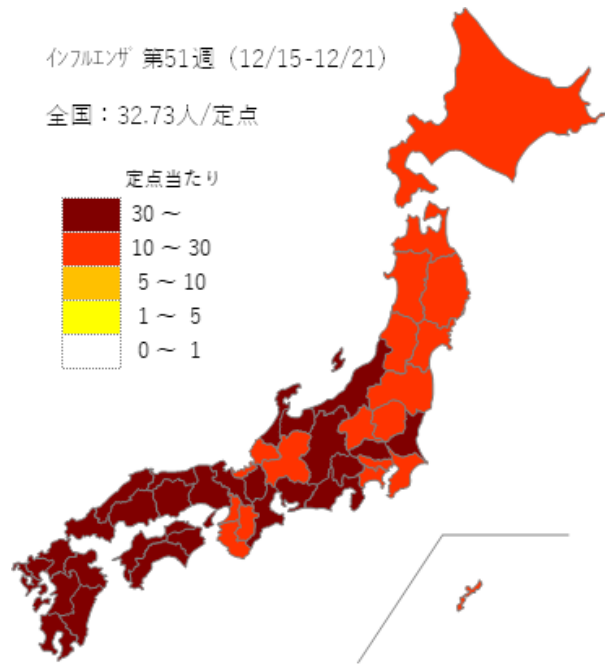 ｲﾝﾌﾙｴﾝｻﾞ 第51週（12/15-12/21）
全国：32.73人/定点
定点当たり
30 ～
10 ～ 30
5 ～ 10
1 ～ 5
0 ～ 1